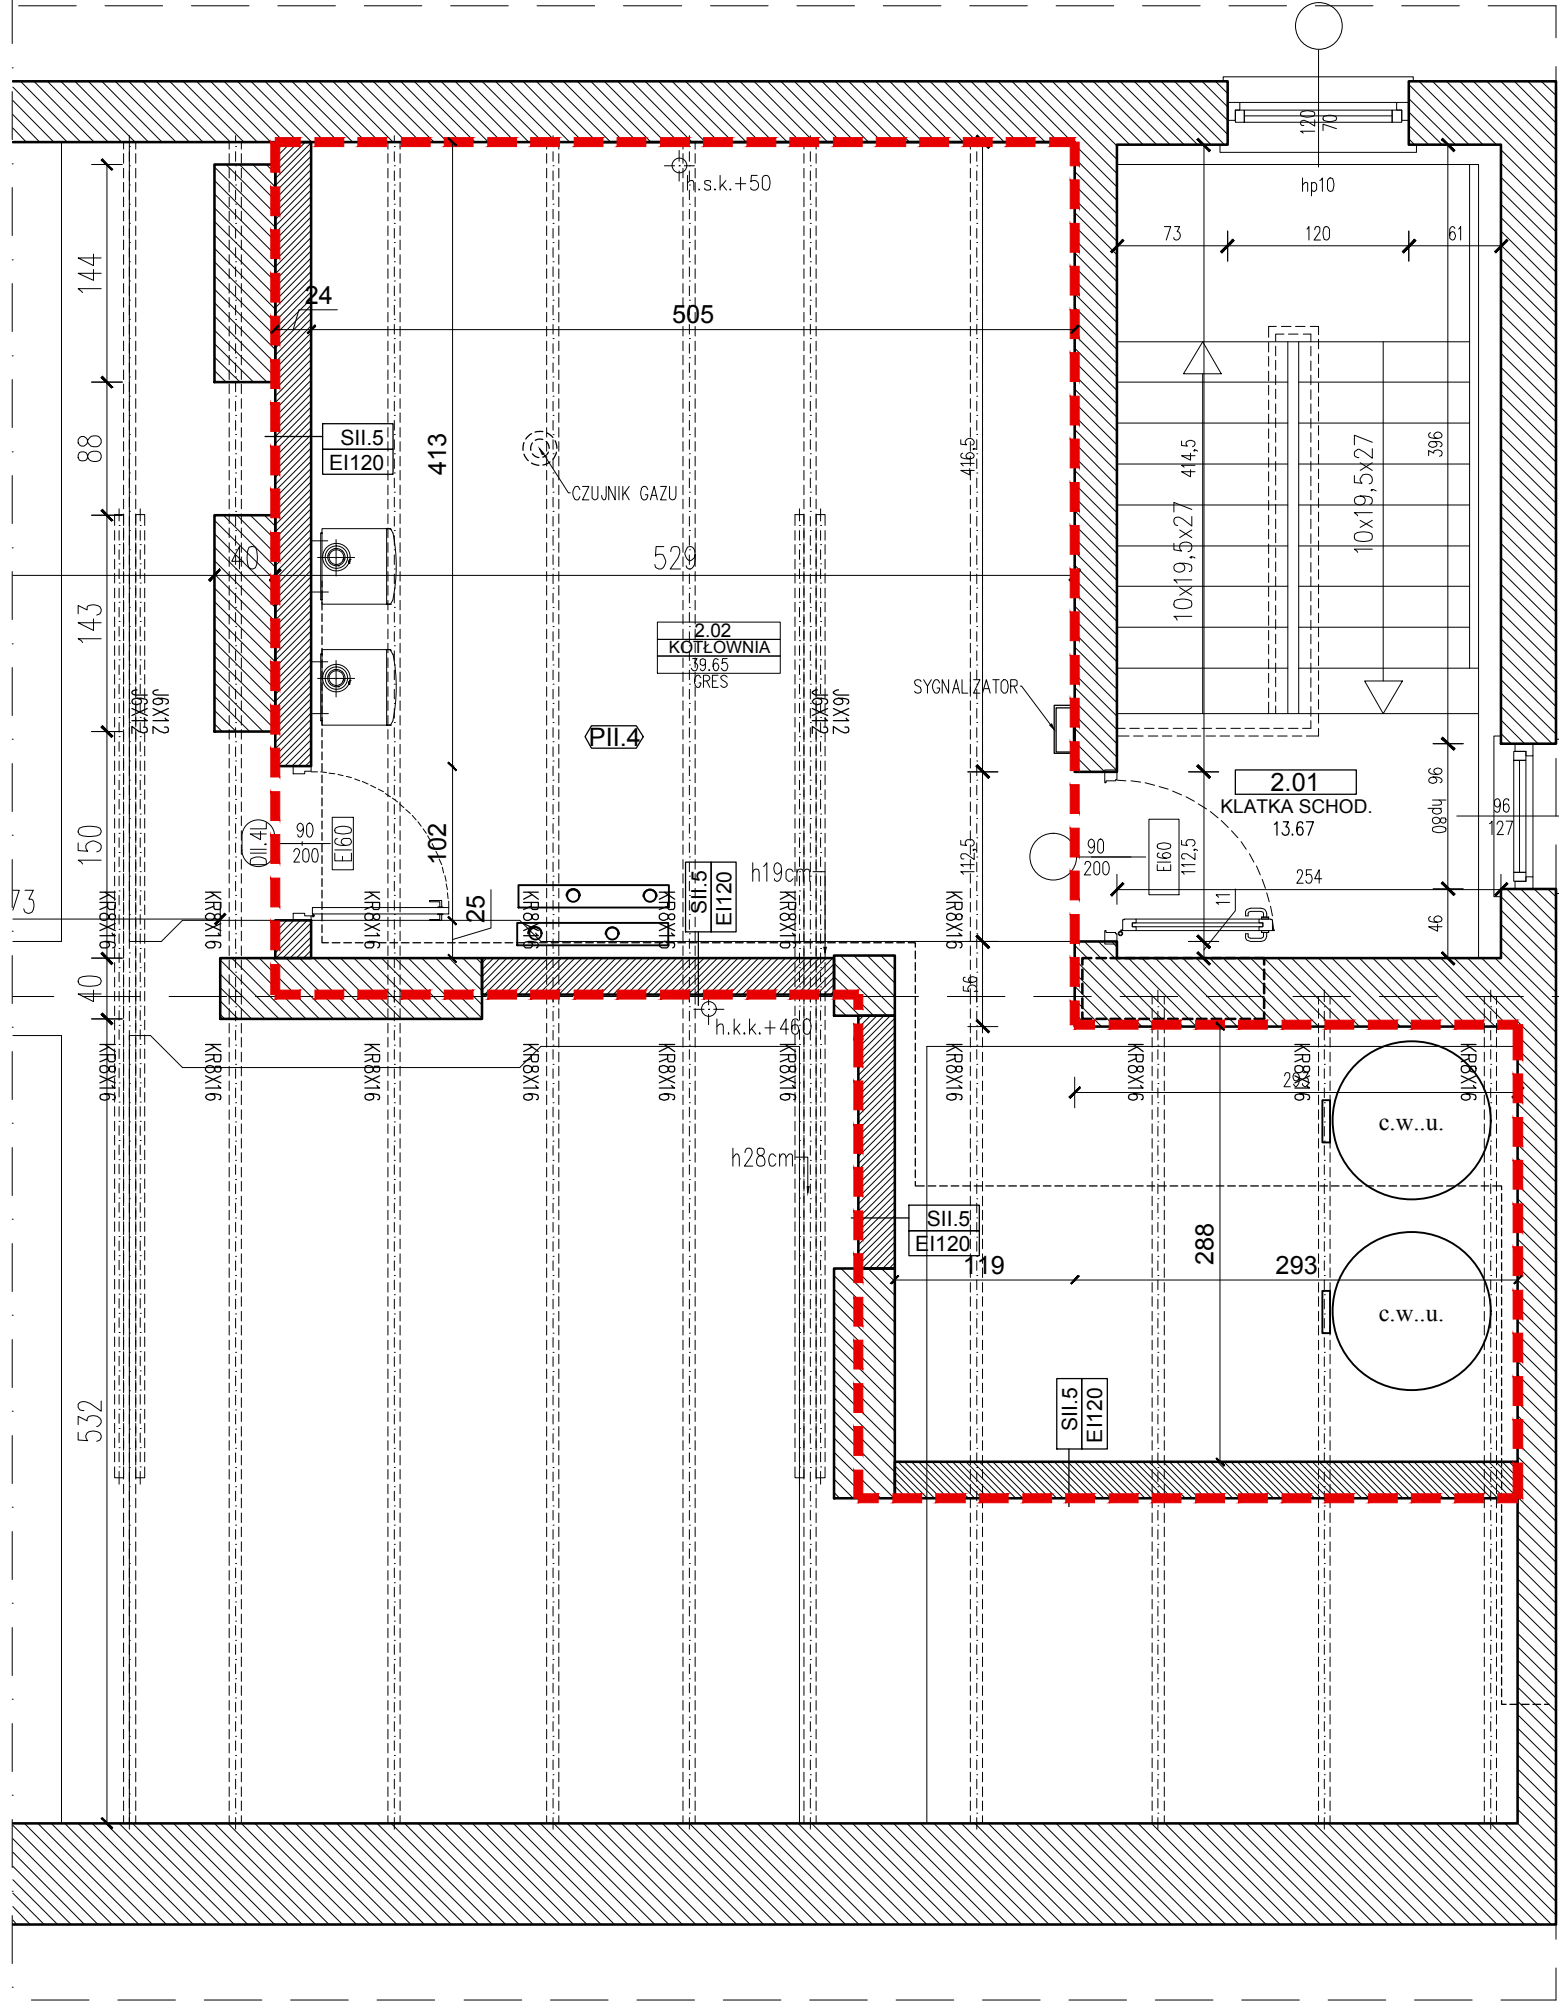 120
70
h.s.k.+50
hp10
73
120
61
144
24
505
SII.5
EI120
88
413
416,5
414,5
396
10x19,5x27
10x19,5x27
CZUJNIK GAZU
40
529
143
2.02
KOTŁOWNIA
39.65
GRES
SYGNALIZATOR
J6X12
J6X12
J6X12
J6X12
PII.4
2.01
KLATKA SCHOD.
13.67
96
hp80
96
127
150
DII.4L
90
200
EI60
102
SII.5
EI120
h19cm
112,5
90
200
EI60
112,5
254
11
46
73
25
KR8X16
KR8X16
KR8X16
KR8X16
KR8X16
KR8X16
KR8X16
40
56
h.k.k.+460
KR8X16
KR8X16
KR8X16
KR8X16
KR8X16
KR8X16
KR8X16
KR8X16
KR8X16
KR8X16
293
c.w..u.
h28cm
SII.5
EI120
119
288
293
c.w..u.
SII.5
EI120
532